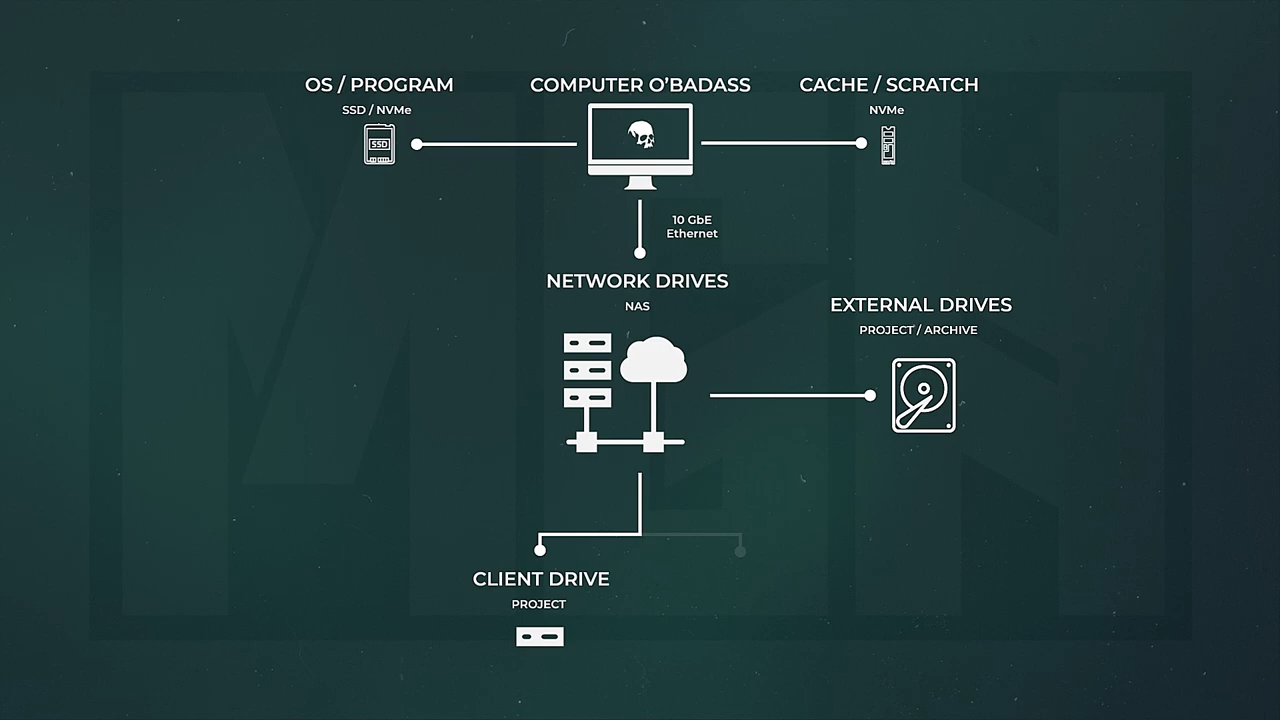 OS / PROGRAM
SSD / NVMe
SSD
COMPUTER O'BADASS
CACHE / SCRATCH
NVMe
10 GbE
Ethernet
NETWORK DRIVES
NAS
EXTERNAL DRIVES
PROJECT / ARCHIVE
CLIENT DRIVE
PROJECT